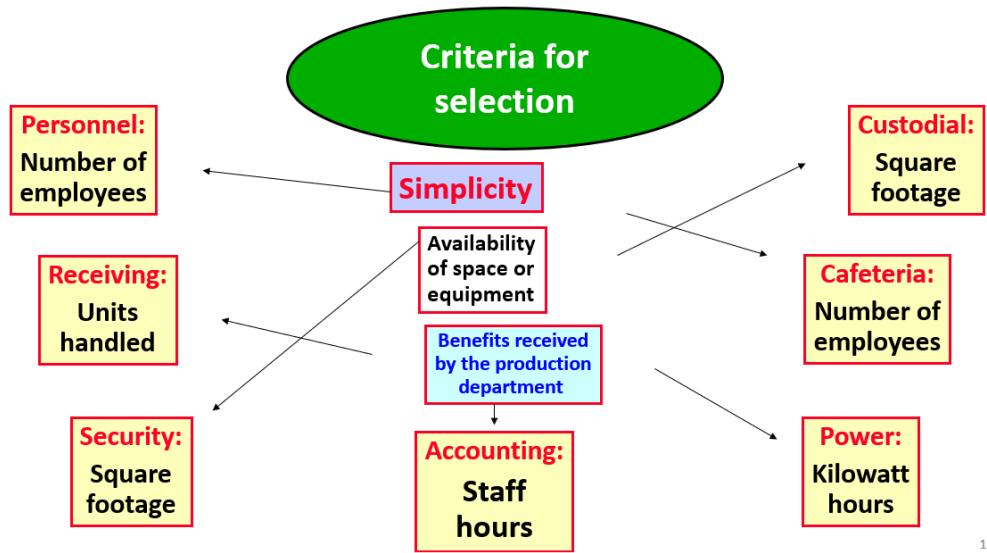 Criteria for
selection
Personnel:
Number of
employees
Simplicity
Custodial:
Square
footage
Availability
of space or
equipment
Receiving:
Units
handled
Cafeteria:
Number of
employees
Benefits received
by the production
department
Security:
Square
footage
Accounting:
Staff
hours
Power:
Kilowatt
hours
1